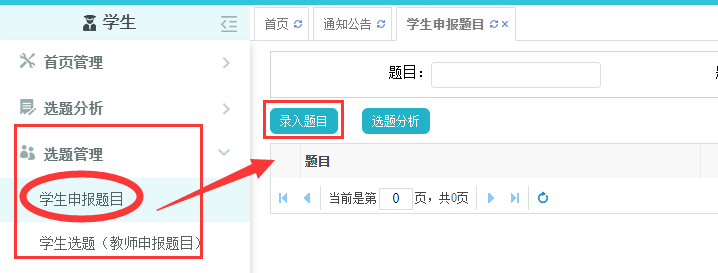 学生
首页
通知公告
学生申报题目
首页管理
选题分析
选题管理
学生申报题目
学生选题（教师申报题目）
题目：
录入题目
选题分析
题目
当前是第 0 页，共0页